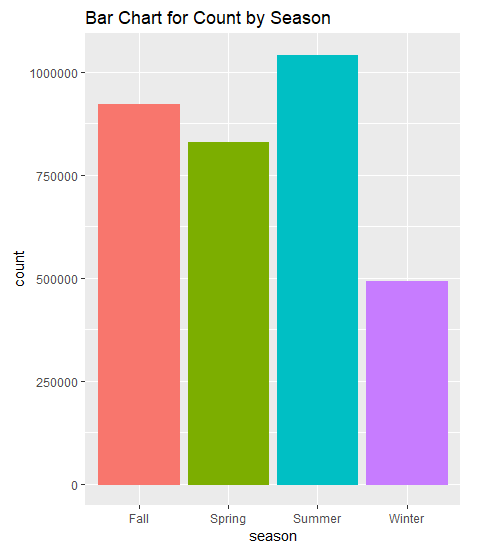 Bar Chart for Count by Season
1000000
750000
500000
250000
0
count
Fall Spring Summer Winter
season